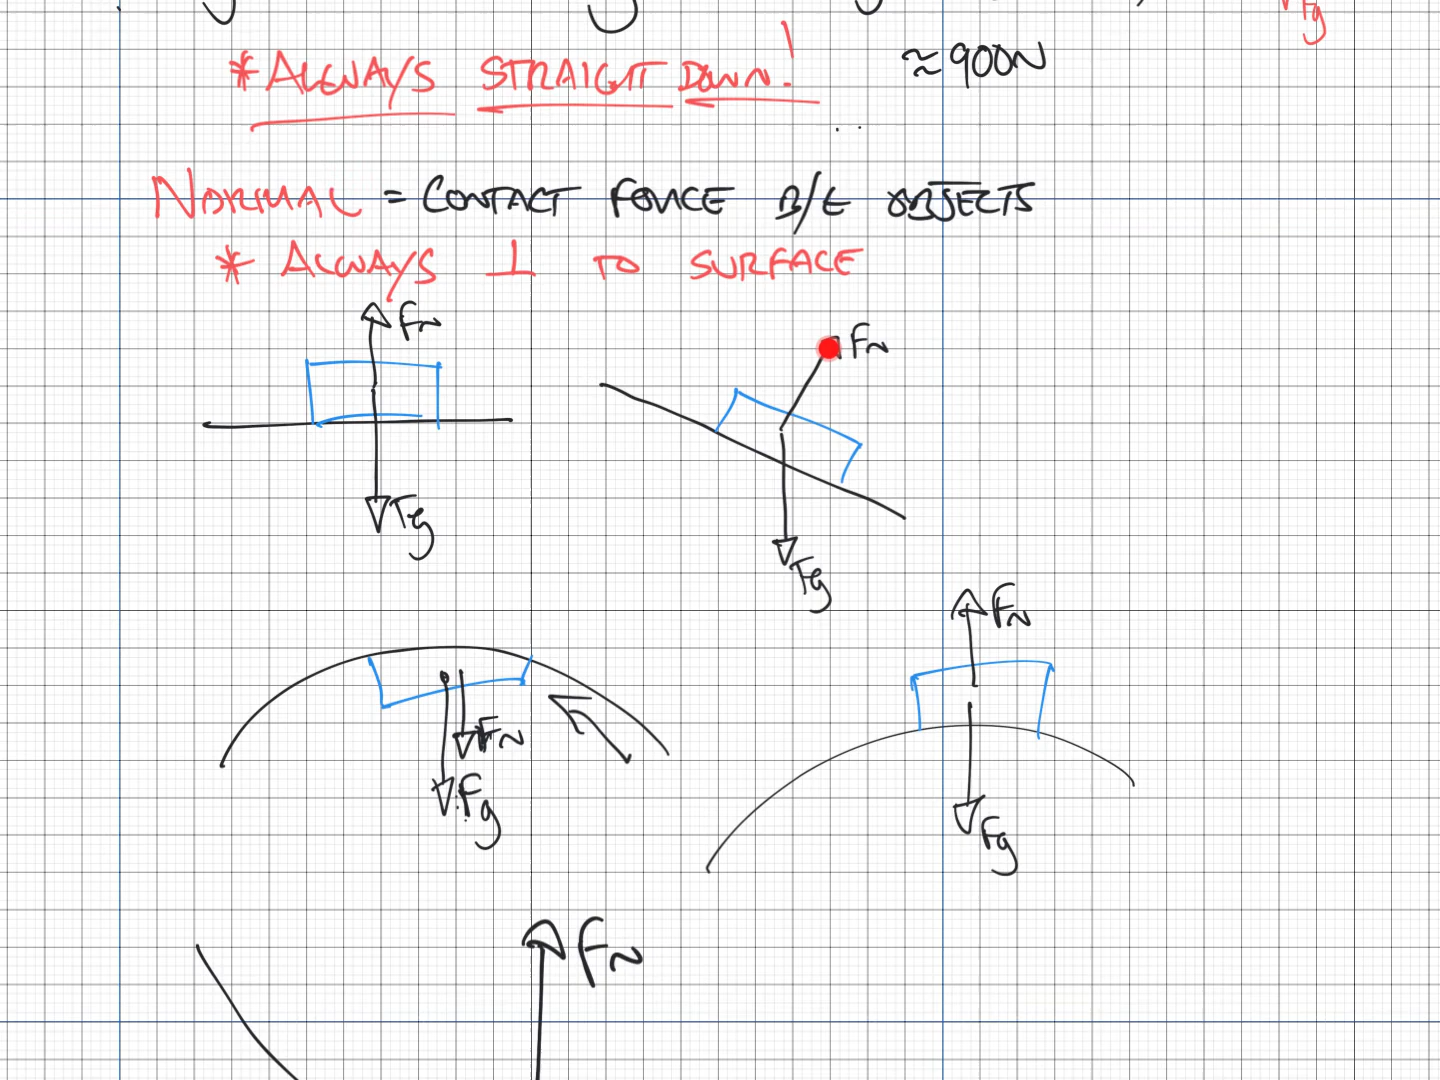 Fg
* ALWAYS STRAIGHT DOWN!
≈ 900N
NORMAL = CONTACT FORCE B/T OBJECTS
* ALWAYS ⊥ TO SURFACE
FN
FN
Fg
Fg
FN
FN
Fg
Fg
FN